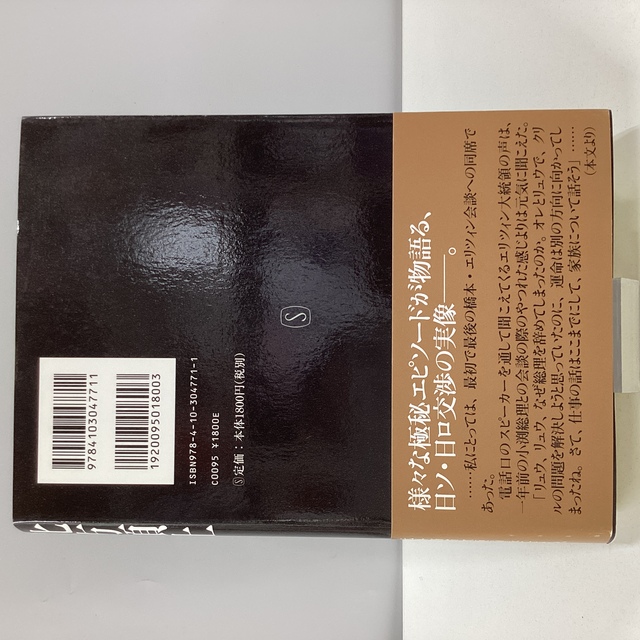 9784103047711
1920095018003
ISBN978-4-10-304771-1
C0095 ¥1800E
Ⓢ定価:本体1800円(税別)
S
様々な極秘エピソードが物語る、
日ソ・日ロ交渉の実像――。
……私にとっては、最初で最後の橋本・エリツィン会談への同席で
あった。
電話口のスピーカーを通して聞こえてくるエリツィン大統領の声は、
一年前の小渕総理との会談の際のやつれた感じよりは元気に聞こえた。
「リュウ、リュウ、なぜ総理を辞めてしまったのか。オレとリュウで、クリ
ルの問題を解決しようと思っていたのに、運命は別の方向に向かってし
まったね。さて、仕事の話はここまでにして、家族について話そう」……
(本文より)